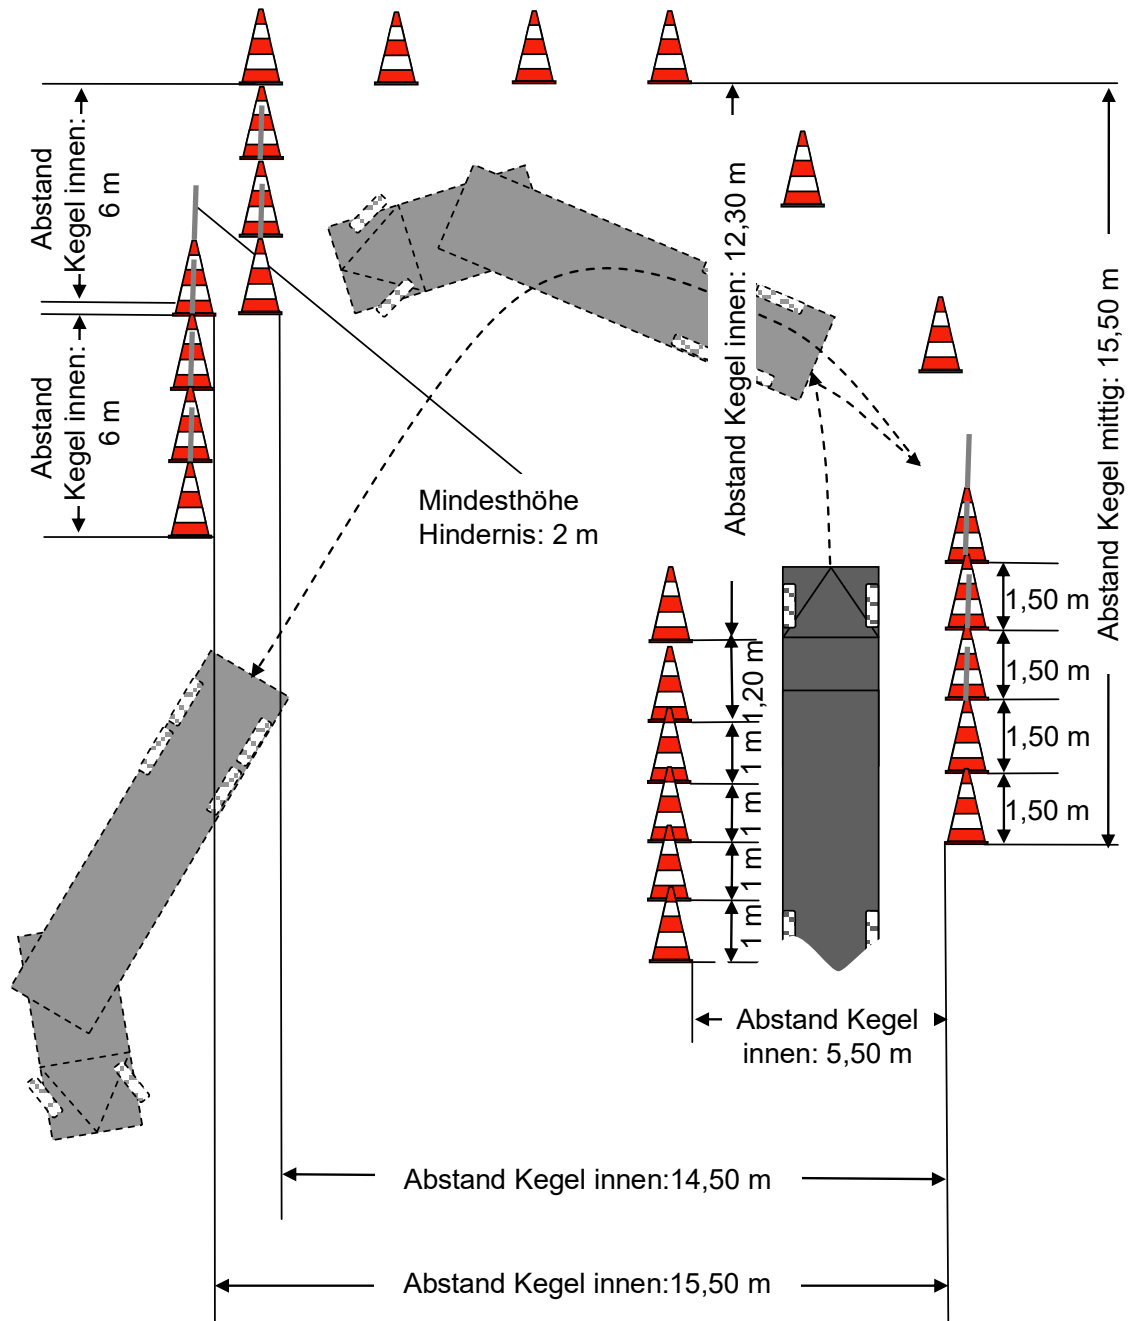 Abstand
Kegel innen:
6 m
Abstand
Kegel innen:
6 m
Mindesthöhe
Hindernis: 2 m
Abstand Kegel innen: 12,30 m
Abstand Kegel mittig: 15,50 m
1,20 m
1 m
1 m
1 m
1 m
1,50 m
1,50 m
1,50 m
1,50 m
Abstand Kegel
innen: 5,50 m
Abstand Kegel innen:14,50 m
Abstand Kegel innen:15,50 m